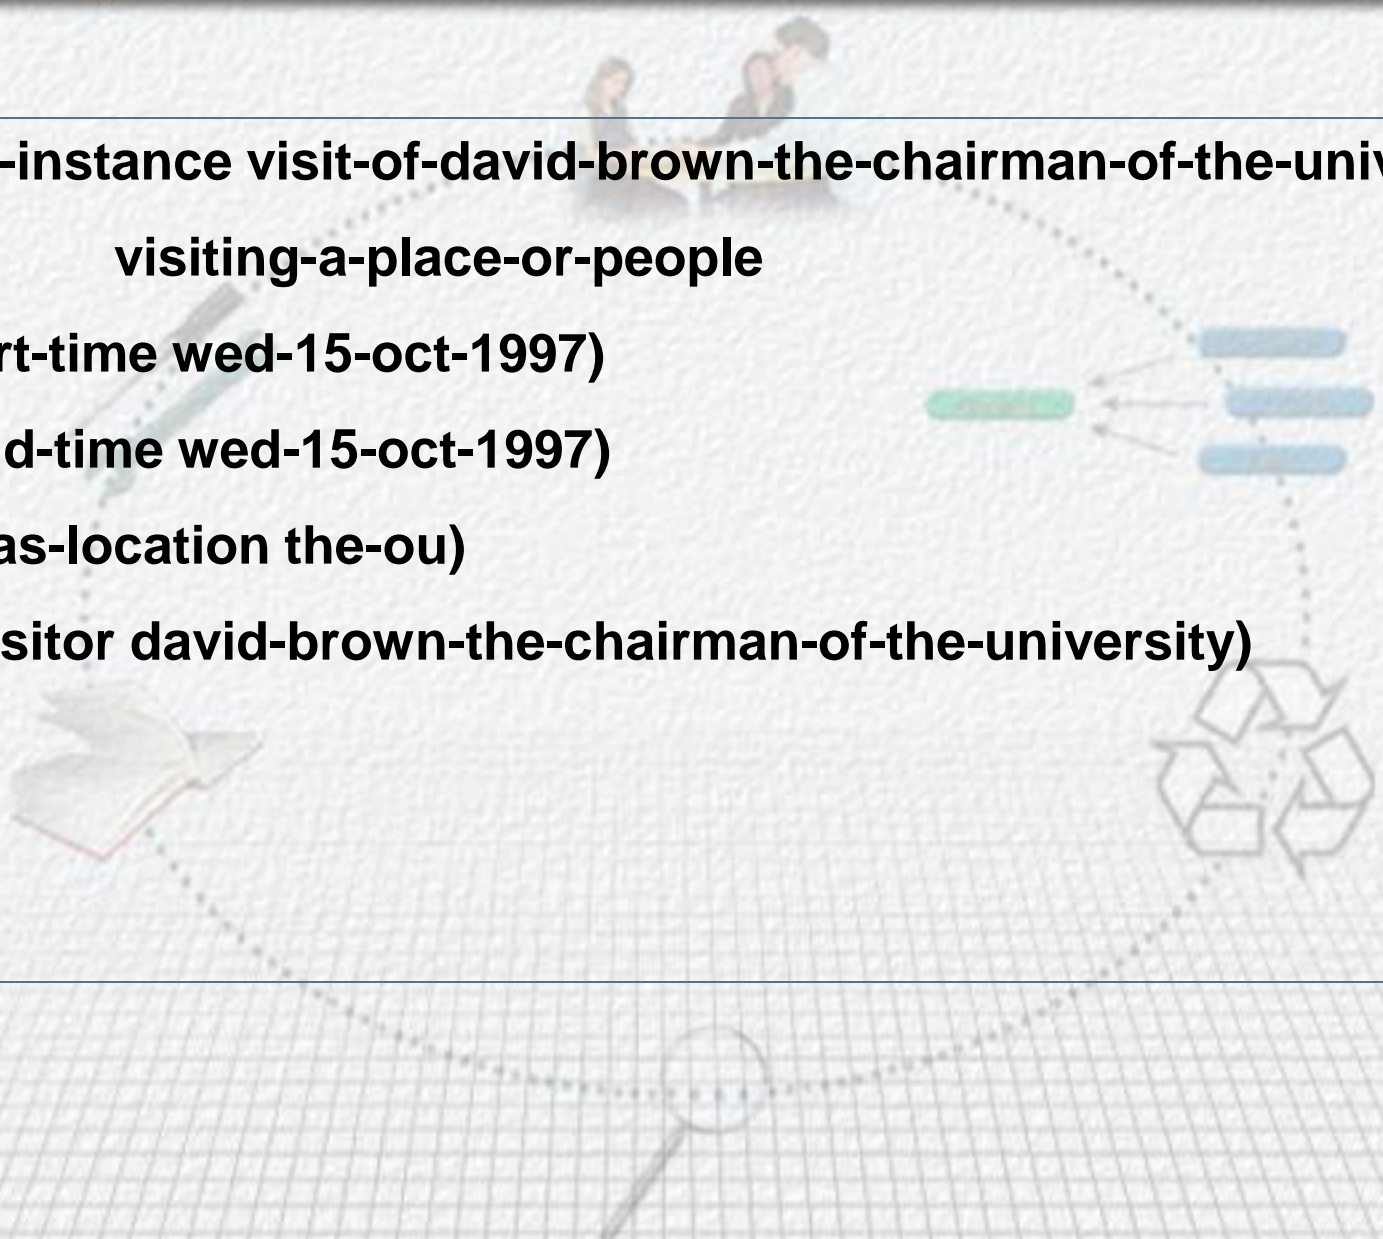 -instance visit-of-david-brown-the-chairman-of-the-univ
visiting-a-place-or-people
rt-time wed-15-oct-1997)
d-time wed-15-oct-1997)
as-location the-ou)
sitor david-brown-the-chairman-of-the-university)